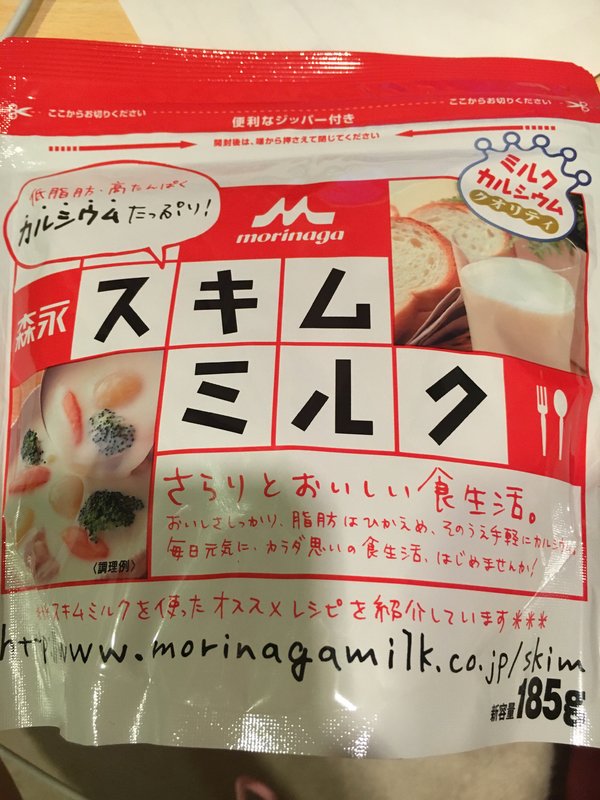 ここからお切りください
便利なジッパー付き
ここからお切りください
開封後は、端から押さえて閉じてください
低脂肪・高たんぱく
カルシウムたっぷり!
morinaga
ミルク
カルシウム
クオリティ
森永
スキム
ミルク
さらりとおいしい食生活。
おいしさしっかり、脂肪はひかえめ、そのうえ手軽にカルシウム
毎日元気に、カラダ思いの食生活、はじめませんか!
〈調理例〉
※スキムミルクを使ったオススメレシピを紹介しています※※※
www.morinagamilk.co.jp/skim
新容量185g